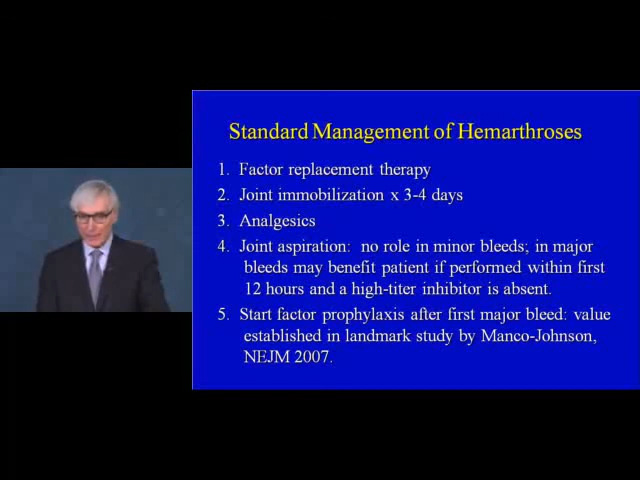 Standard Management of Hemarthroses
1. Factor replacement therapy
2. Joint immobilization x 3-4 days
3. Analgesics
4. Joint aspiration: no role in minor bleeds; in major
bleeds may benefit patient if performed within first
12 hours and a high-titer inhibitor is absent.
5. Start factor prophylaxis after first major bleed: value
established in landmark study by Manco-Johnson,
NEJM 2007.